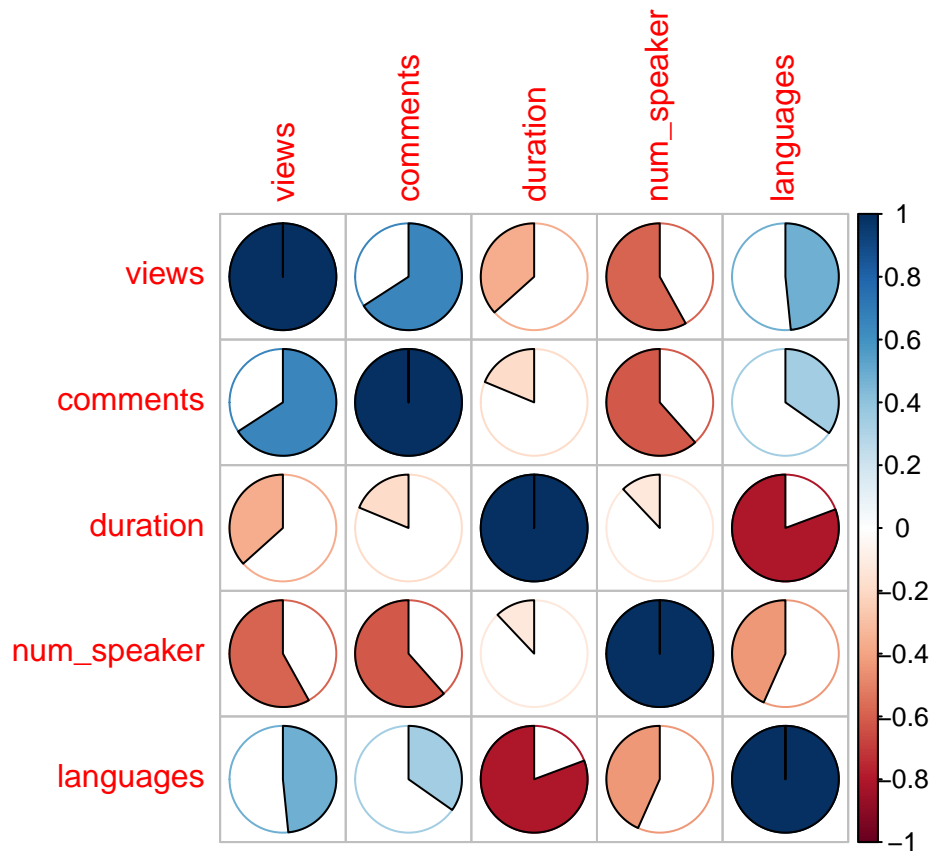 views
comments
duration
num_speaker
languages
views
comments
duration
num_speaker
languages
1
0.8
0.6
0.4
0.2
0
−0.2
−0.4
−0.6
−0.8
−1